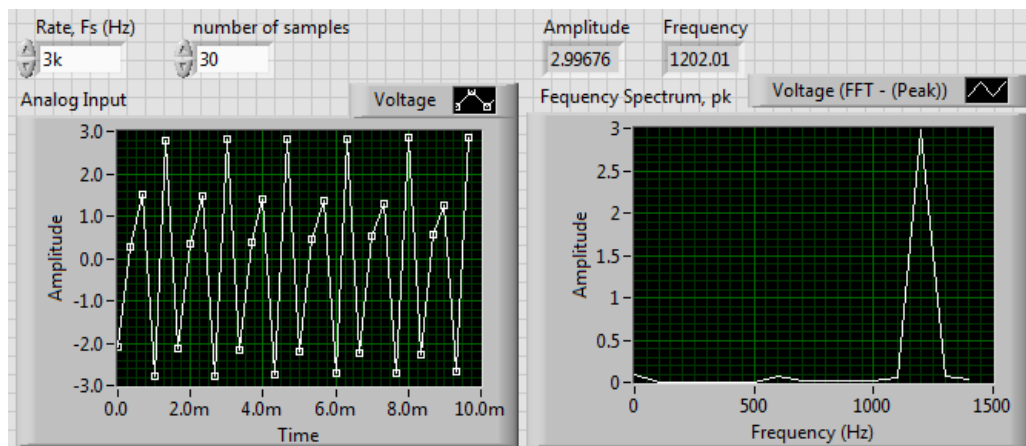 Rate, Fs (Hz)
3k
number of samples
30
Amplitude
2.99676
Frequency
1202.01
Analog Input
Voltage
Amplitude
3.0
2.0
1.0
0.0
-1.0
-2.0
-3.0
0.0 2.0m 4.0m 6.0m 8.0m 10.0m
Time
Fequency Spectrum, pk
Voltage (FFT - (Peak))
Amplitude
3
2.5
2
1.5
1
0.5
0
0 500 1000 1500
Frequency (Hz)